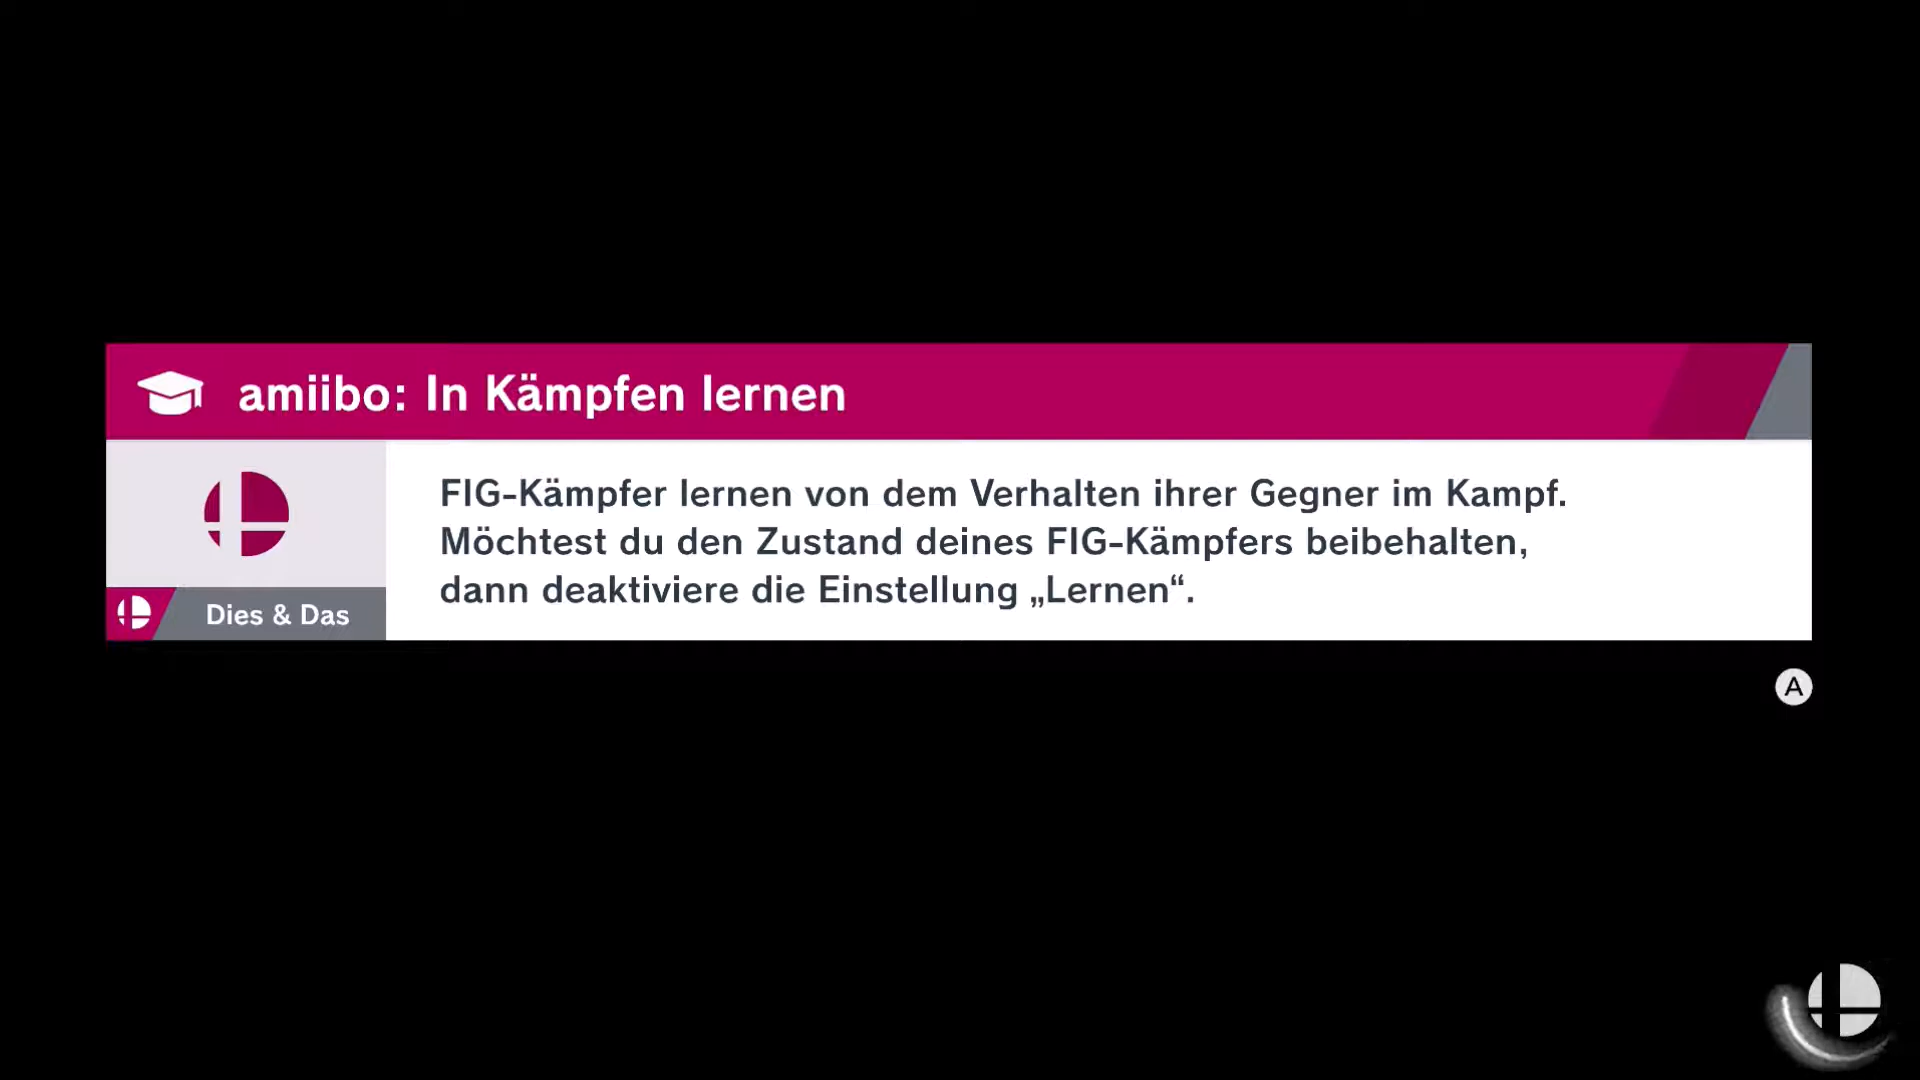 amiibo: In Kämpfen lernen
FIG-Kämpfer lernen von dem Verhalten ihrer Gegner im Kampf.
Möchtest du den Zustand deines FIG-Kämpfers beibehalten,
dann deaktiviere die Einstellung „Lernen“.
Dies & Das
A